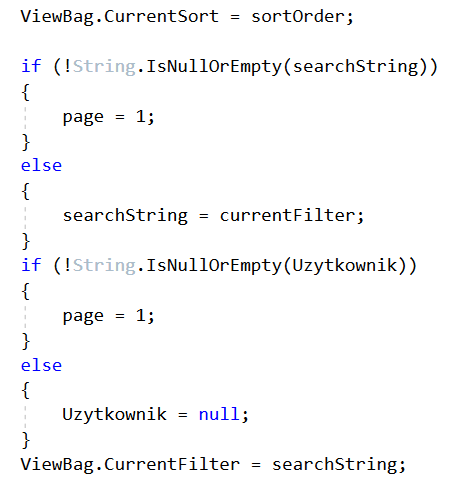 ViewBag.CurrentSort = sortOrder;
if (!String.IsNullOrEmpty(searchString))
{
page = 1;
}
else
{
searchString = currentFilter;
}
if (!String.IsNullOrEmpty(Uzytkownik))
{
page = 1;
}
else
{
Uzytkownik = null;
}
ViewBag.CurrentFilter = searchString;